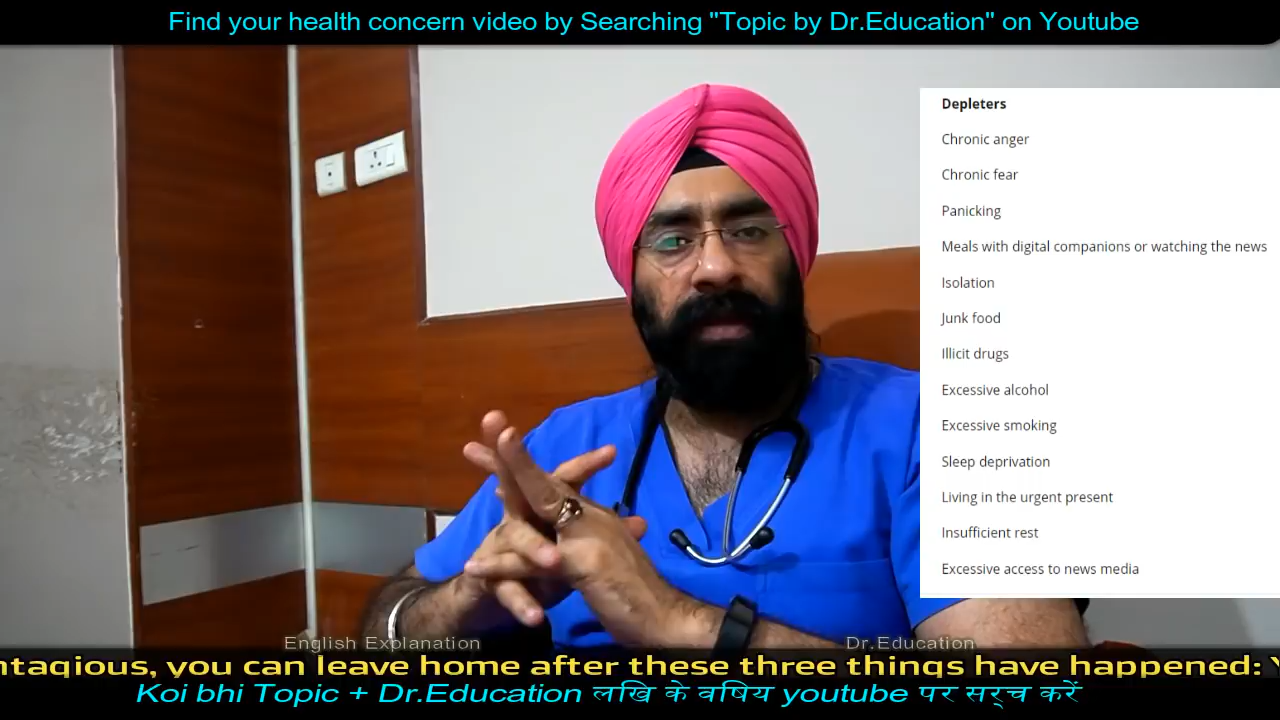 Find your health concern video by Searching "Topic by Dr.Education" on Youtube
Depleters
Chronic anger
Chronic fear
Panicking
Meals with digital companions or watching the news
Isolation
Junk food
Illicit drugs
Excessive alcohol
Excessive smoking
Sleep deprivation
Living in the urgent present
Insufficient rest
Excessive access to news media
English Explanation
Dr.Education
ntagious, you can leave home after these three things have happened:
Koi bhi Topic + Dr.Education लखि के वषिय youtube पर सर्च करें